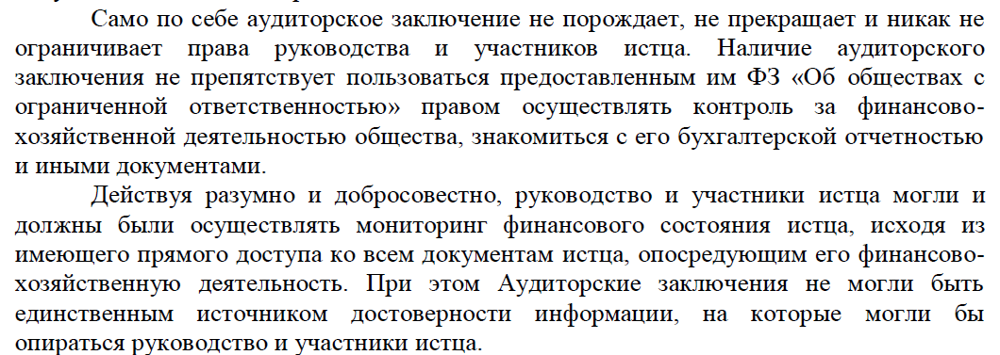 Само по себе аудиторское заключение не порождает, не прекращает и никак не
ограничивает права руководства и участников истца. Наличие аудиторского
заключения не препятствует пользоваться предоставленным им ФЗ «Об обществах с
ограниченной ответственностью» правом осуществлять контроль за финансово-
хозяйственной деятельностью общества, знакомиться с его бухгалтерской отчетностью
и иными документами.
Действуя разумно и добросовестно, руководство и участники истца могли и
должны были осуществлять мониторинг финансового состояния истца, исходя из
имеющего прямого доступа ко всем документам истца, опосредующим его финансово-
хозяйственную деятельность. При этом Аудиторские заключения не могли быть
единственным источником достоверности информации, на которые могли бы
опираться руководство и участники истца.